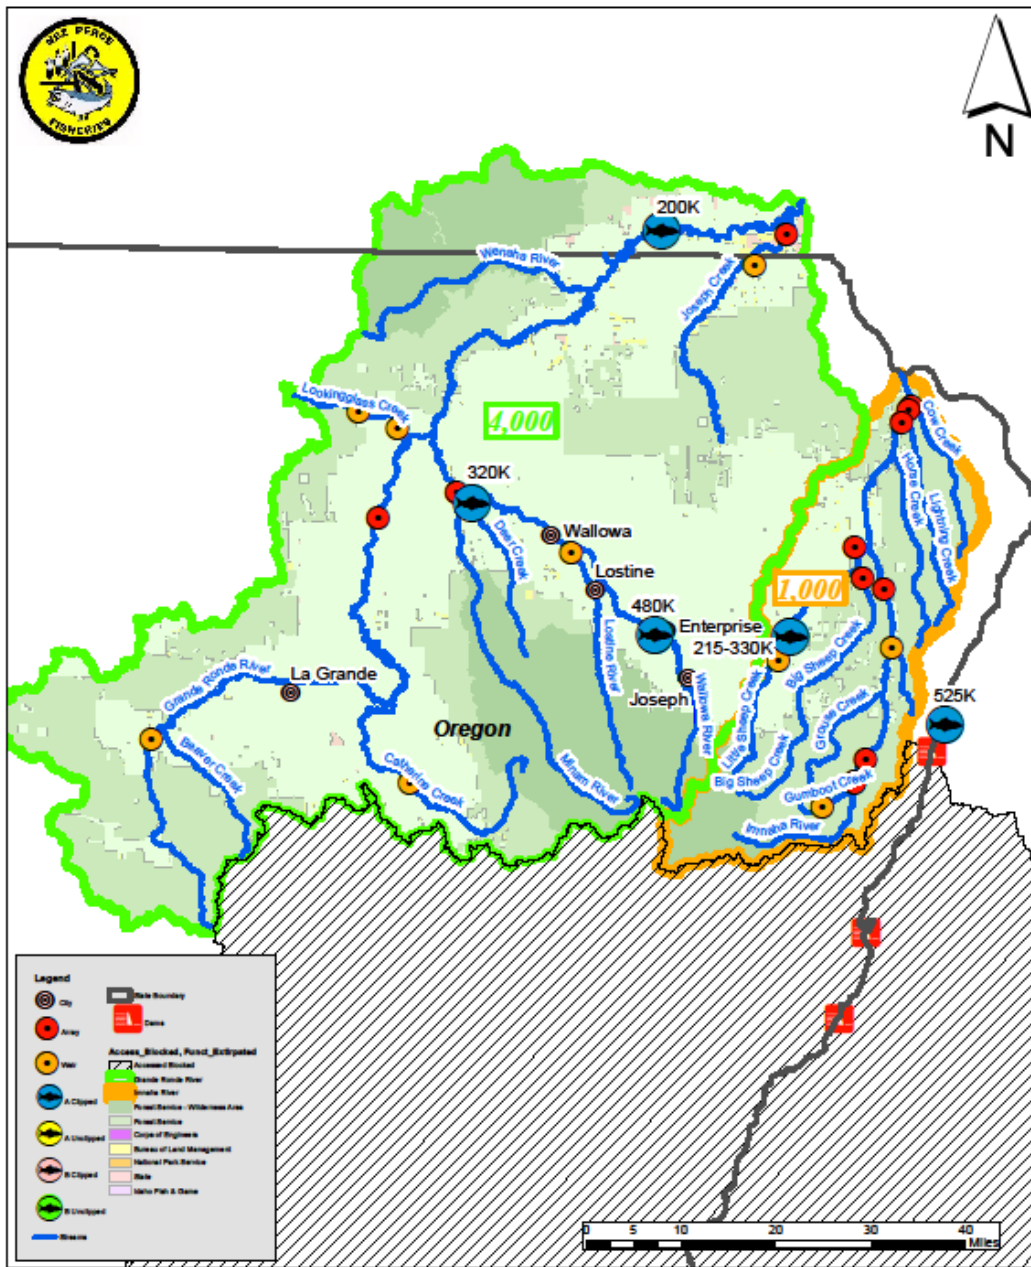 NEZ PERCE
FISHERIES
N
200K
Wenaha River
Joseph Creek
Lookingglass Creek
4,000
Cow Creek
320K
Horse Creek
Lightning Creek
Deer Creek
Wallowa
Lostine
1,000
480K
Enterprise
215-330K
Lostine River
Big Sheep Creek
Grande Ronde River
La Grande
Joseph
Wallowa River
Little Sheep Creek
525K
Oregon
Grouse Creek
Beaver Creek
Catherine Creek
Minam River
Big Sheep Creek
Gumboot Creek
Imnaha River
Legend
City
Array
Weir
A Clipped
A Unclipped
B Clipped
B Unclipped
Streams
State Boundary
Dams
Access_Blocked, Funct_Extirpated
Accessed Blocked
Grande Ronde River
Imnaha River
Forest Service - Wilderness Area
Forest Service
Corps of Engineers
Bureau of Land Management
National Park Service
State
Idaho Fish & Game
0 5 10 20 30 40
Miles